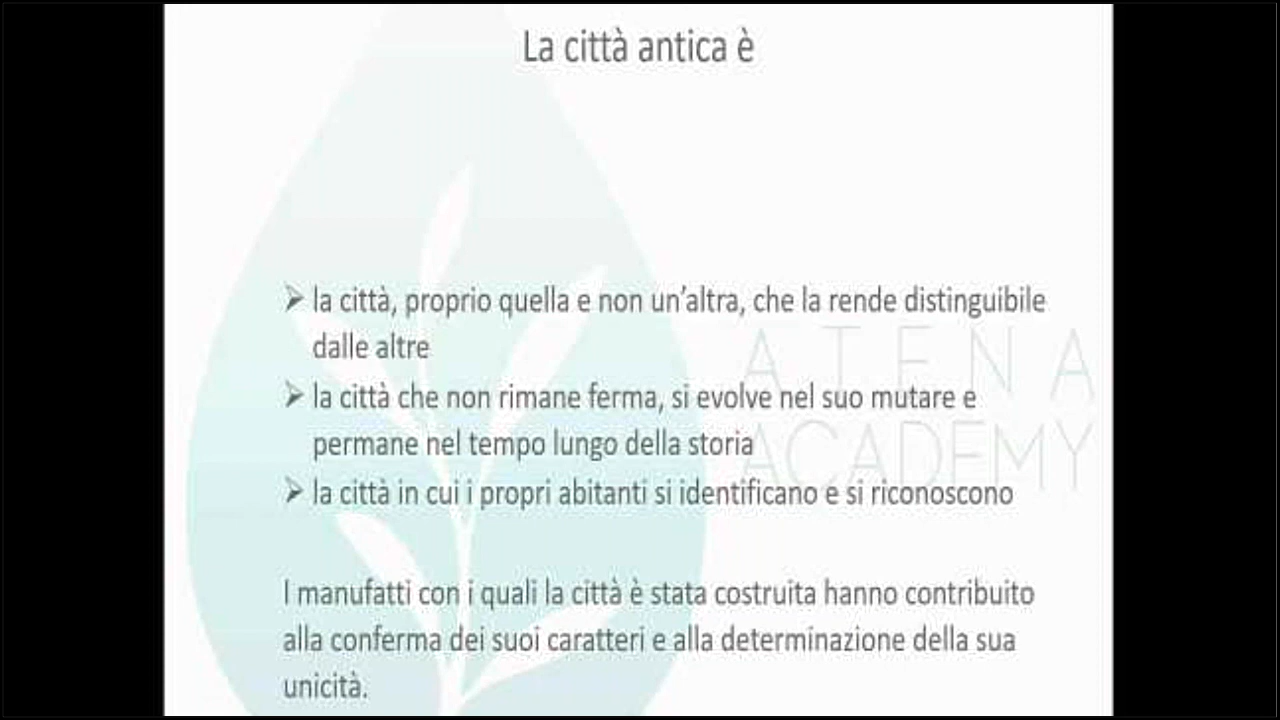 La città antica è
➢ la città, proprio quella e non un’altra, che la rende distinguibile
dalle altre
➢ la città che non rimane ferma, si evolve nel suo mutare e
permane nel tempo lungo della storia
➢ la città in cui i propri abitanti si identificano e si riconoscono
ATENA
ACADEMY
I manufatti con i quali la città è stata costruita hanno contribuito
alla conferma dei suoi caratteri e alla determinazione della sua
unicità.